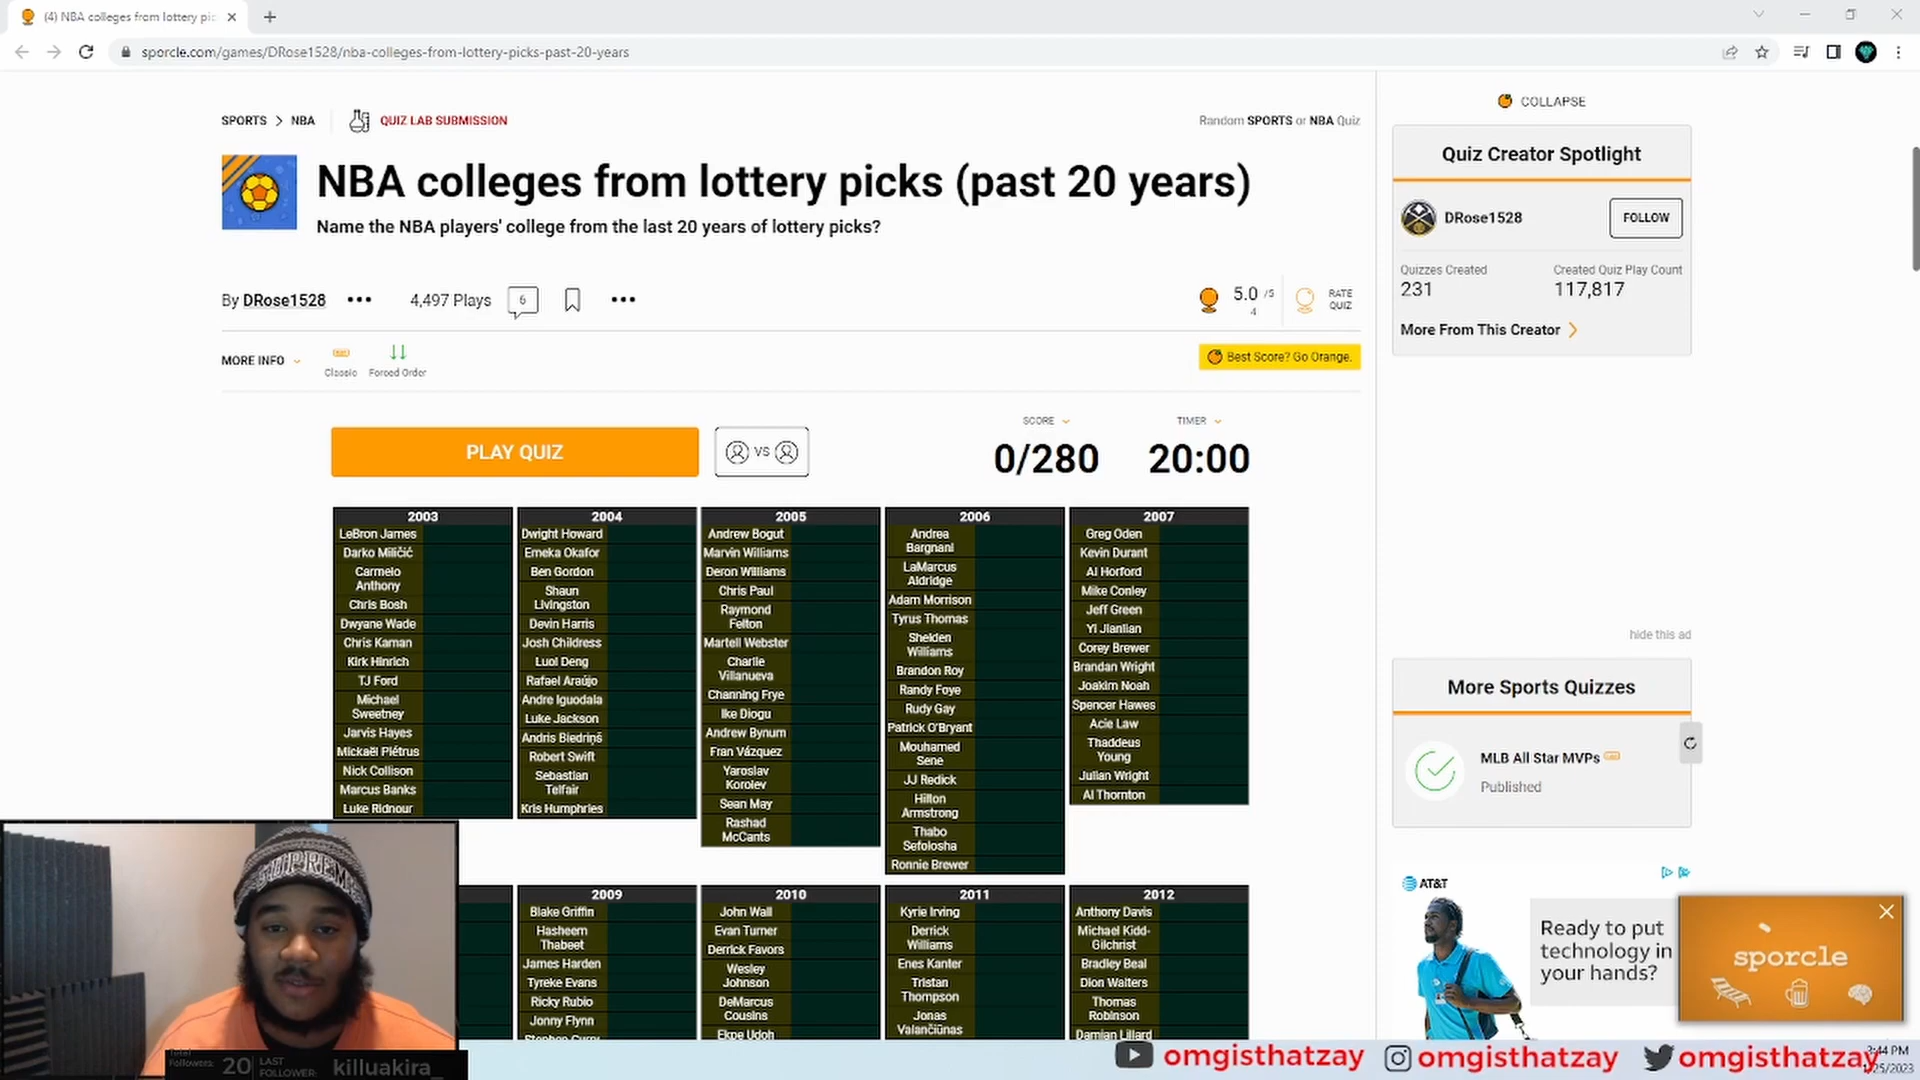 (4) NBA colleges from lottery pic
sporcle.com/games/DRose1528/nba-colleges-from-lottery-picks-past-20-years
SPORTS > NBA
QUIZ LAB SUBMISSION
Random SPORTS or NBA Quiz
NBA colleges from lottery picks (past 20 years)
Name the NBA players' college from the last 20 years of lottery picks?
By DRose1528
4,497 Plays
6
5.0 /5
4
RATE
QUIZ
MORE INFO
Classic
Forced Order
Best Score? Go Orange.
PLAY QUIZ
VS
SCORE
0/280
TIMER
20:00
2003
LeBron James
Darko Miličić
Carmelo
Anthony
Chris Bosh
Dwyane Wade
Chris Kaman
Kirk Hinrich
TJ Ford
Michael
Sweetney
Jarvis Hayes
Mickaël Piétrus
Nick Collison
Marcus Banks
Luke Ridnour
2004
Dwight Howard
Emeka Okafor
Ben Gordon
Shaun
Livingston
Devin Harris
Josh Childress
Luol Deng
Rafael Araújo
Andre Iguodala
Luke Jackson
Andris Biedriņš
Robert Swift
Sebastian
Telfair
Kris Humphries
2005
Andrew Bogut
Marvin Williams
Deron Williams
Chris Paul
Raymond
Felton
Martell Webster
Charlie
Villanueva
Channing Frye
Ike Diogu
Andrew Bynum
Fran Vázquez
Yaroslav
Korolev
Sean May
Rashad
McCants
2006
Andrea
Bargnani
LaMarcus
Aldridge
Adam Morrison
Tyrus Thomas
Shelden
Williams
Brandon Roy
Randy Foye
Rudy Gay
Patrick O'Bryant
Mouhamed
Sene
JJ Redick
Hilton
Armstrong
Thabo
Sefolosha
Ronnie Brewer
2007
Greg Oden
Kevin Durant
Al Horford
Mike Conley
Jeff Green
Yi Jianlian
Corey Brewer
Brandan Wright
Joakim Noah
Spencer Hawes
Acie Law
Thaddeus
Young
Julian Wright
Al Thornton
2009
Blake Griffin
Hasheem
Thabeet
James Harden
Tyreke Evans
Ricky Rubio
Jonny Flynn
Stephen Curry
2010
John Wall
Evan Turner
Derrick Favors
Wesley
Johnson
DeMarcus
Cousins
Ekpe Udoh
2011
Kyrie Irving
Derrick
Williams
Enes Kanter
Tristan
Thompson
Jonas
Valančiūnas
2012
Anthony Davis
Michael Kidd-
Gilchrist
Bradley Beal
Dion Waiters
Thomas
Robinson
Damian Lillard
COLLAPSE
Quiz Creator Spotlight
DRose1528
FOLLOW
Quizzes Created
231
Created Quiz Play Count
117,817
More From This Creator
hide this ad
More Sports Quizzes
MLB All Star MVPs
Published
AT&T
Ready to put
technology in
your hands?
sporcle
SUPREME
Total
Followers:
20
LAST
FOLLOWER:
killuakira_
omgisthatzay
omgisthatzay
omgisthatzay